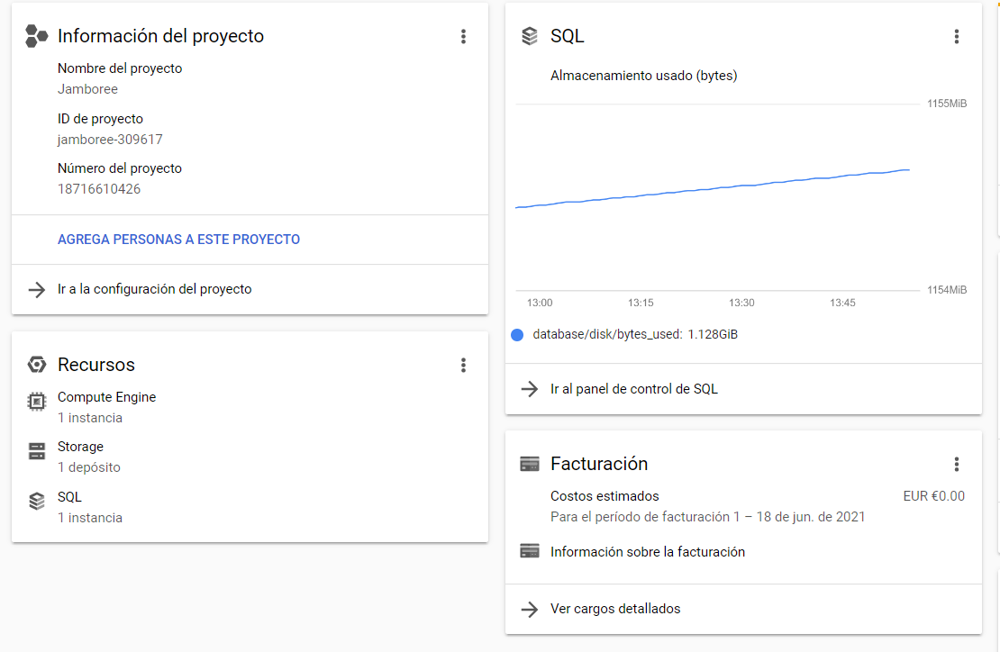 Información del proyecto
Nombre del proyecto
Jamboree
ID de proyecto
jamboree-309617
Número del proyecto
18716610426
AGREGA PERSONAS A ESTE PROYECTO
Ir a la configuración del proyecto
Recursos
Compute Engine
1 instancia
Storage
1 depósito
SQL
1 instancia
SQL
Almacenamiento usado (bytes)
1155MiB
1154MiB
13:00 13:15 13:30 13:45
database/disk/bytes_used: 1.128GiB
Ir al panel de control de SQL
Facturación
Costos estimados EUR €0.00
Para el período de facturación 1 – 18 de jun. de 2021
Información sobre la facturación
Ver cargos detallados